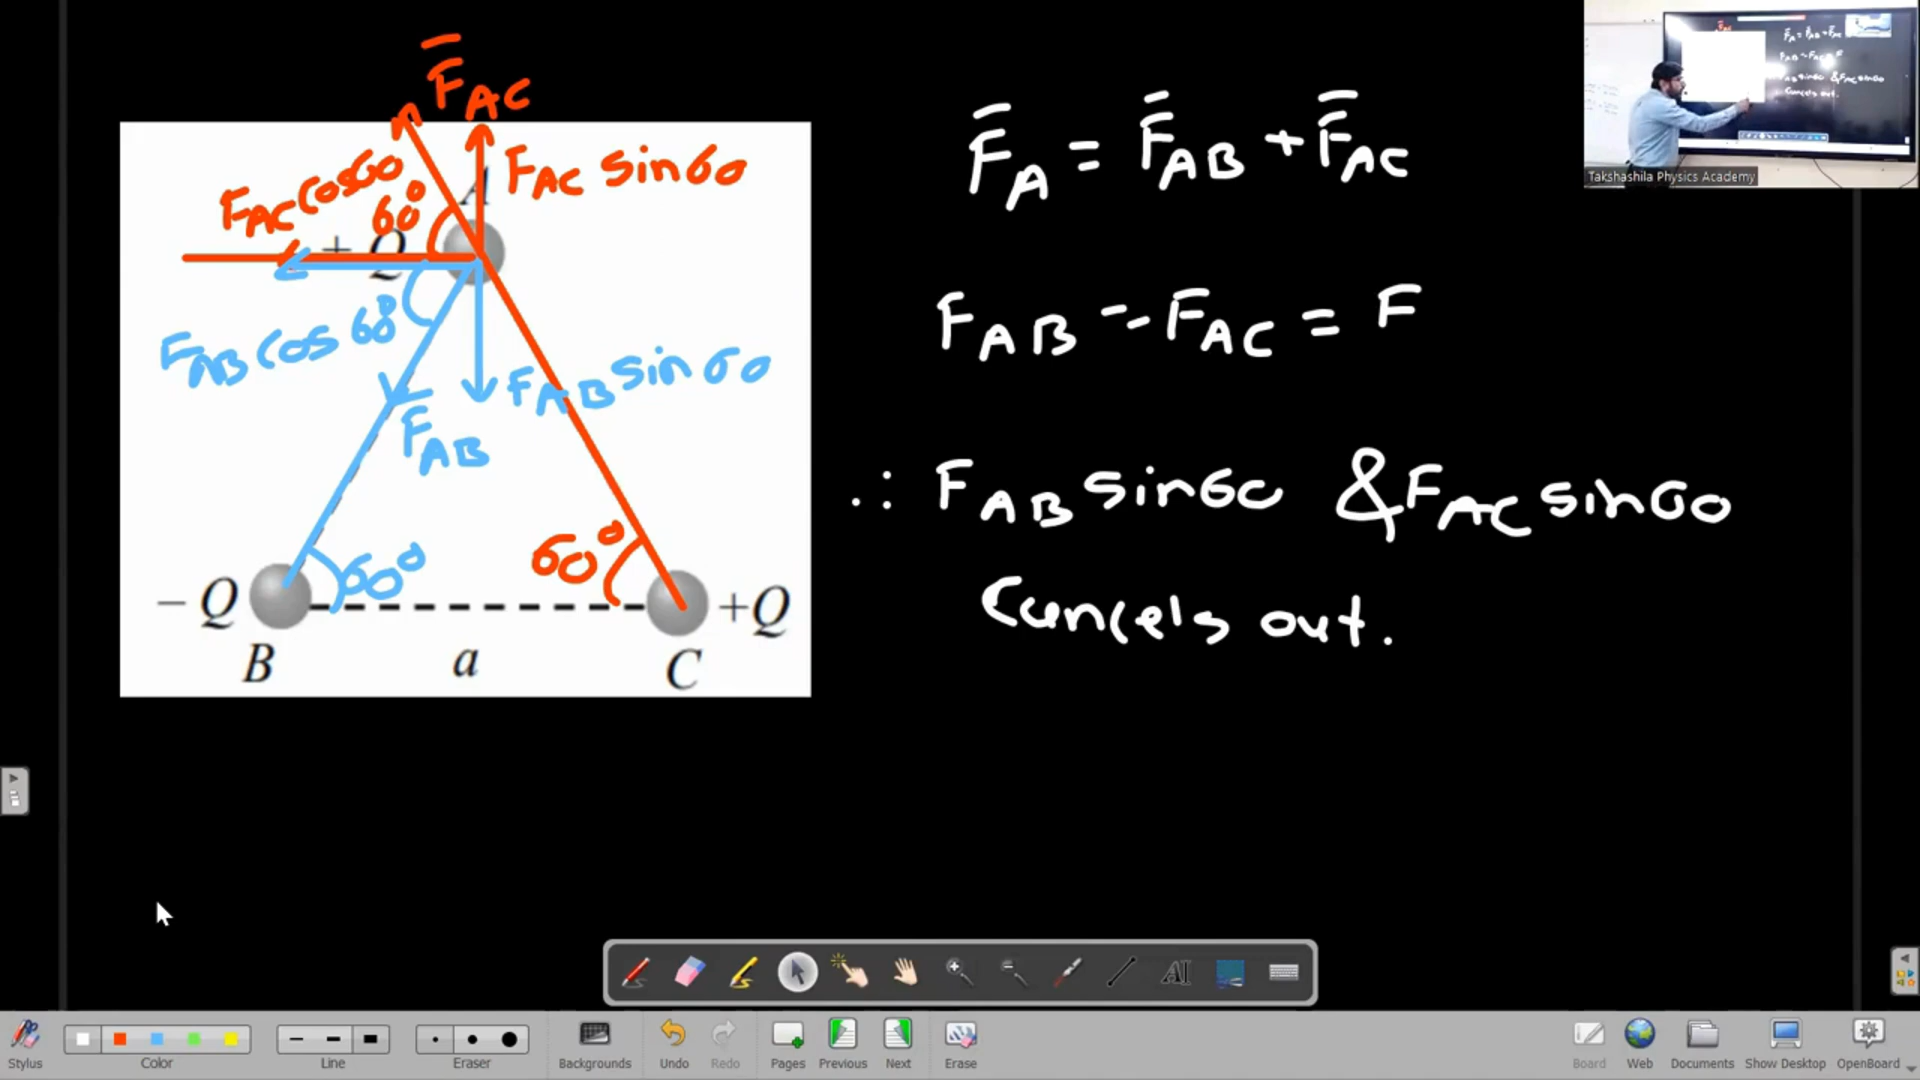 F̅AC
FAC sin60
FAC cos60
60°
A
+ Q
F̅A = F̅AB + F̅AC
FAB ~ FAC = F
FAB cos 60°
FAB sin 60
F̅AB
∴ FAB sin60 & FAC sin60
Cancels out.
60°
60°
− Q
+Q
B
a
C
Takshashila Physics Academy
AI
Stylus
Color
Line
Eraser
Backgrounds
Undo
Redo
Pages
Previous
Next
Erase
Board
Web
Documents
Show Desktop
OpenBoard